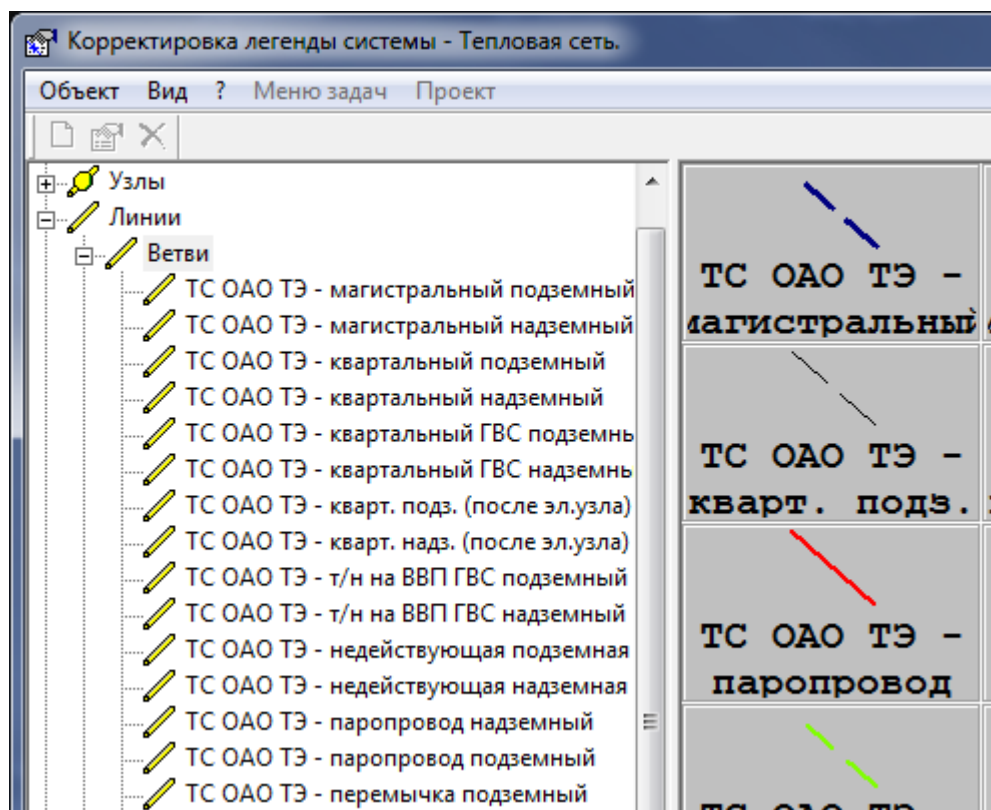 Корректировка легенды системы - Тепловая сеть.
Объект Вид ? Меню задач Проект
Узлы
Линии
Ветви
ТС ОАО ТЭ - магистральный подземный
ТС ОАО ТЭ - магистральный надземный
ТС ОАО ТЭ - квартальный подземный
ТС ОАО ТЭ - квартальный надземный
ТС ОАО ТЭ - квартальный ГВС подземнь
ТС ОАО ТЭ - квартальный ГВС надземнь
ТС ОАО ТЭ - кварт. подз. (после эл.узла)
ТС ОАО ТЭ - кварт. надз. (после эл.узла)
ТС ОАО ТЭ - т/н на ВВП ГВС подземный
ТС ОАО ТЭ - т/н на ВВП ГВС надземный
ТС ОАО ТЭ - недействующая подземная
ТС ОАО ТЭ - недействующая надземная
ТС ОАО ТЭ - паропровод надземный
ТС ОАО ТЭ - паропровод подземный
ТС ОАО ТЭ - перемычка подземный
ТС ОАО ТЭ -
магистральный
ТС ОАО ТЭ -
кварт. подз.
ТС ОАО ТЭ -
паропровод
ТС ОАО ТЭ -